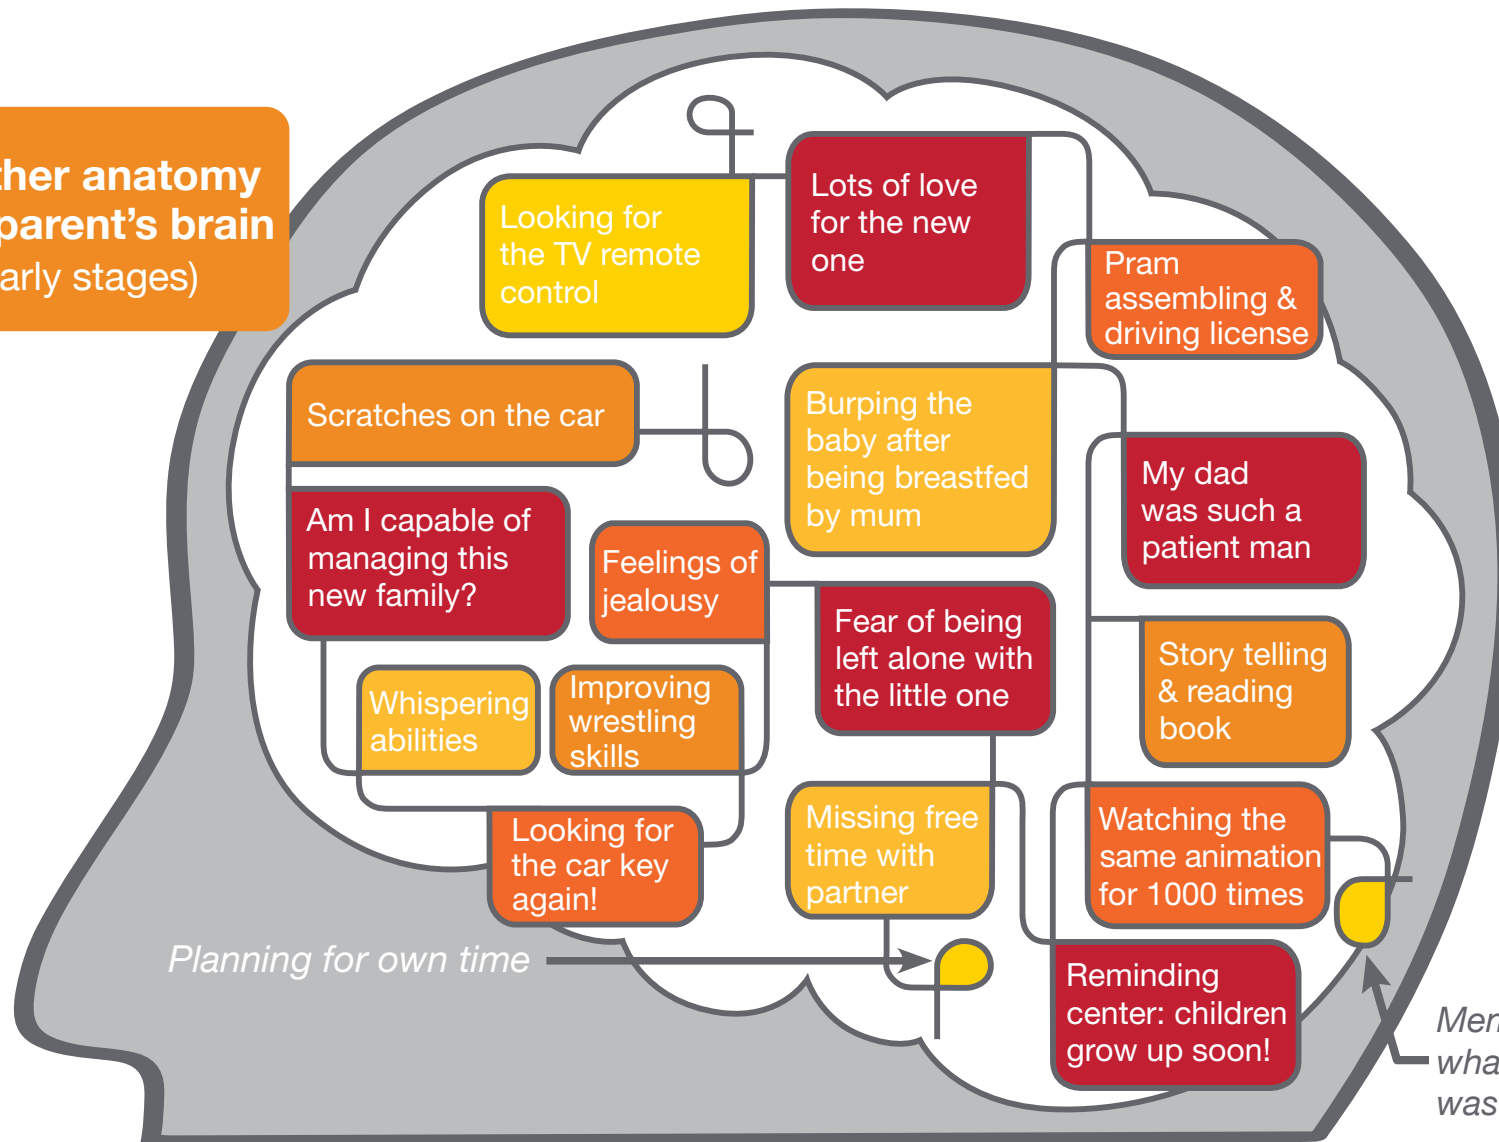 anatomy
parent's brain
stages)
Looking for
the TV remote
control
Lots of love
for the new
one
Pram
assembling &
driving license
Scratches on the car
Burping the
baby after
being breastfed
by mum
My dad
was such a
patient man
Am I capable of
managing this
new family?
Feelings of
jealousy
Fear of being
left alone with
the little one
Story telling
& reading
book
Whispering
abilities
Improving
wrestling
skills
Looking for
the car key
again!
Missing free
time with
partner
Watching the
same animation
for 1000 times
Planning for own time
Reminding
center: children
grow up soon!
was